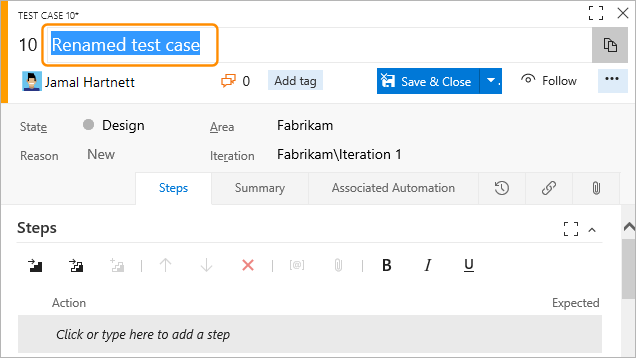 TEST CASE 10*
10 Renamed test case
Jamal Hartnett 0 Add tag Save & Close Follow ...
State Design Area Fabrikam
Reason New Iteration Fabrikam\Iteration 1
Steps Summary Associated Automation
Steps
[@] B I U
Action Expected
Click or type here to add a step